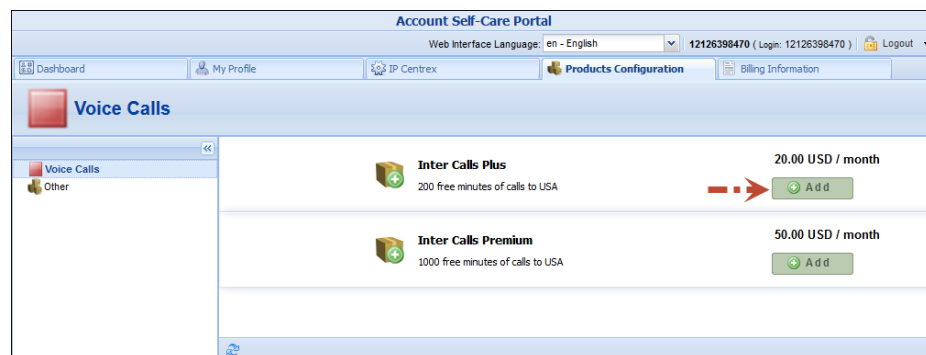 Account Self-Care Portal
Web Interface Language: en - English 12126398470 ( Login: 12126398470 ) Logout
Dashboard My Profile IP Centrex Products Configuration Billing Information
Voice Calls
«
Voice Calls
Other
Inter Calls Plus 20.00 USD / month
200 free minutes of calls to USA Add
Inter Calls Premium 50.00 USD / month
1000 free minutes of calls to USA Add